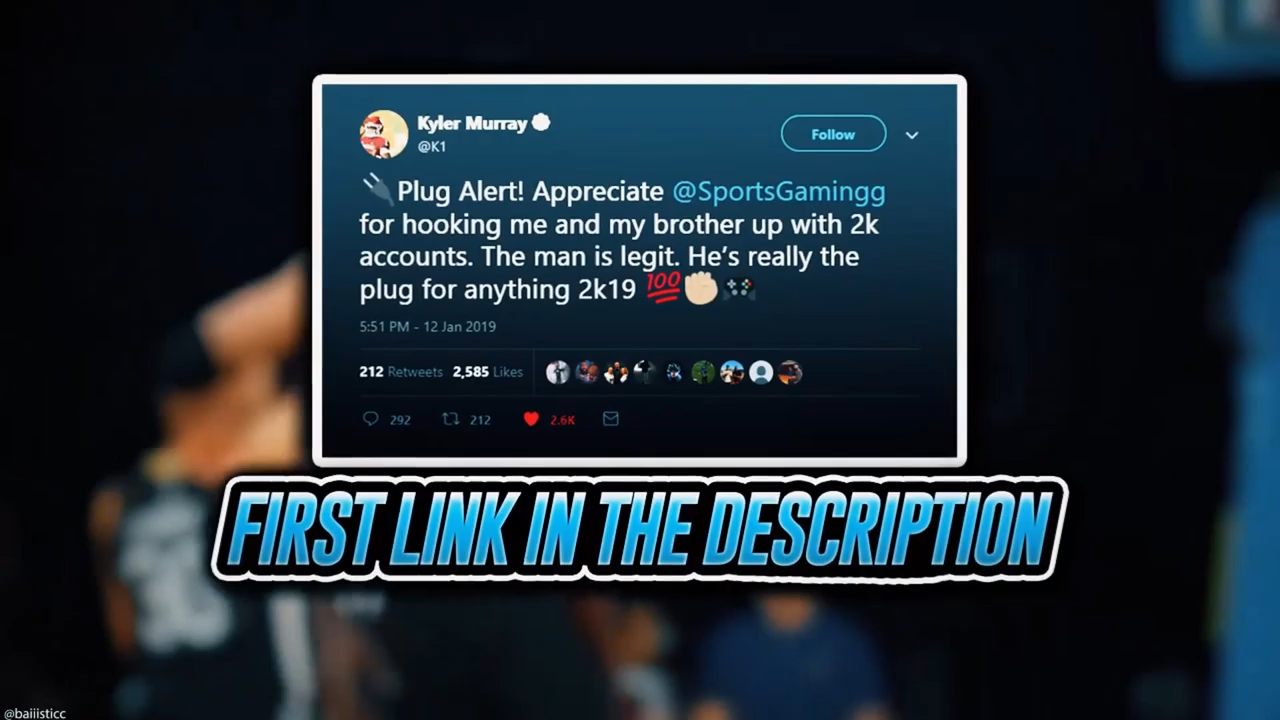 Kyler Murray
@K1
Follow
Plug Alert! Appreciate @SportsGamingg
for hooking me and my brother up with 2k
accounts. The man is legit. He's really the
plug for anything 2k19 💯✊🏼🎮
5:51 PM - 12 Jan 2019
212 Retweets 2,585 Likes
292 212 2.6K
FIRST LINK IN THE DESCRIPTION
@baiiisticc